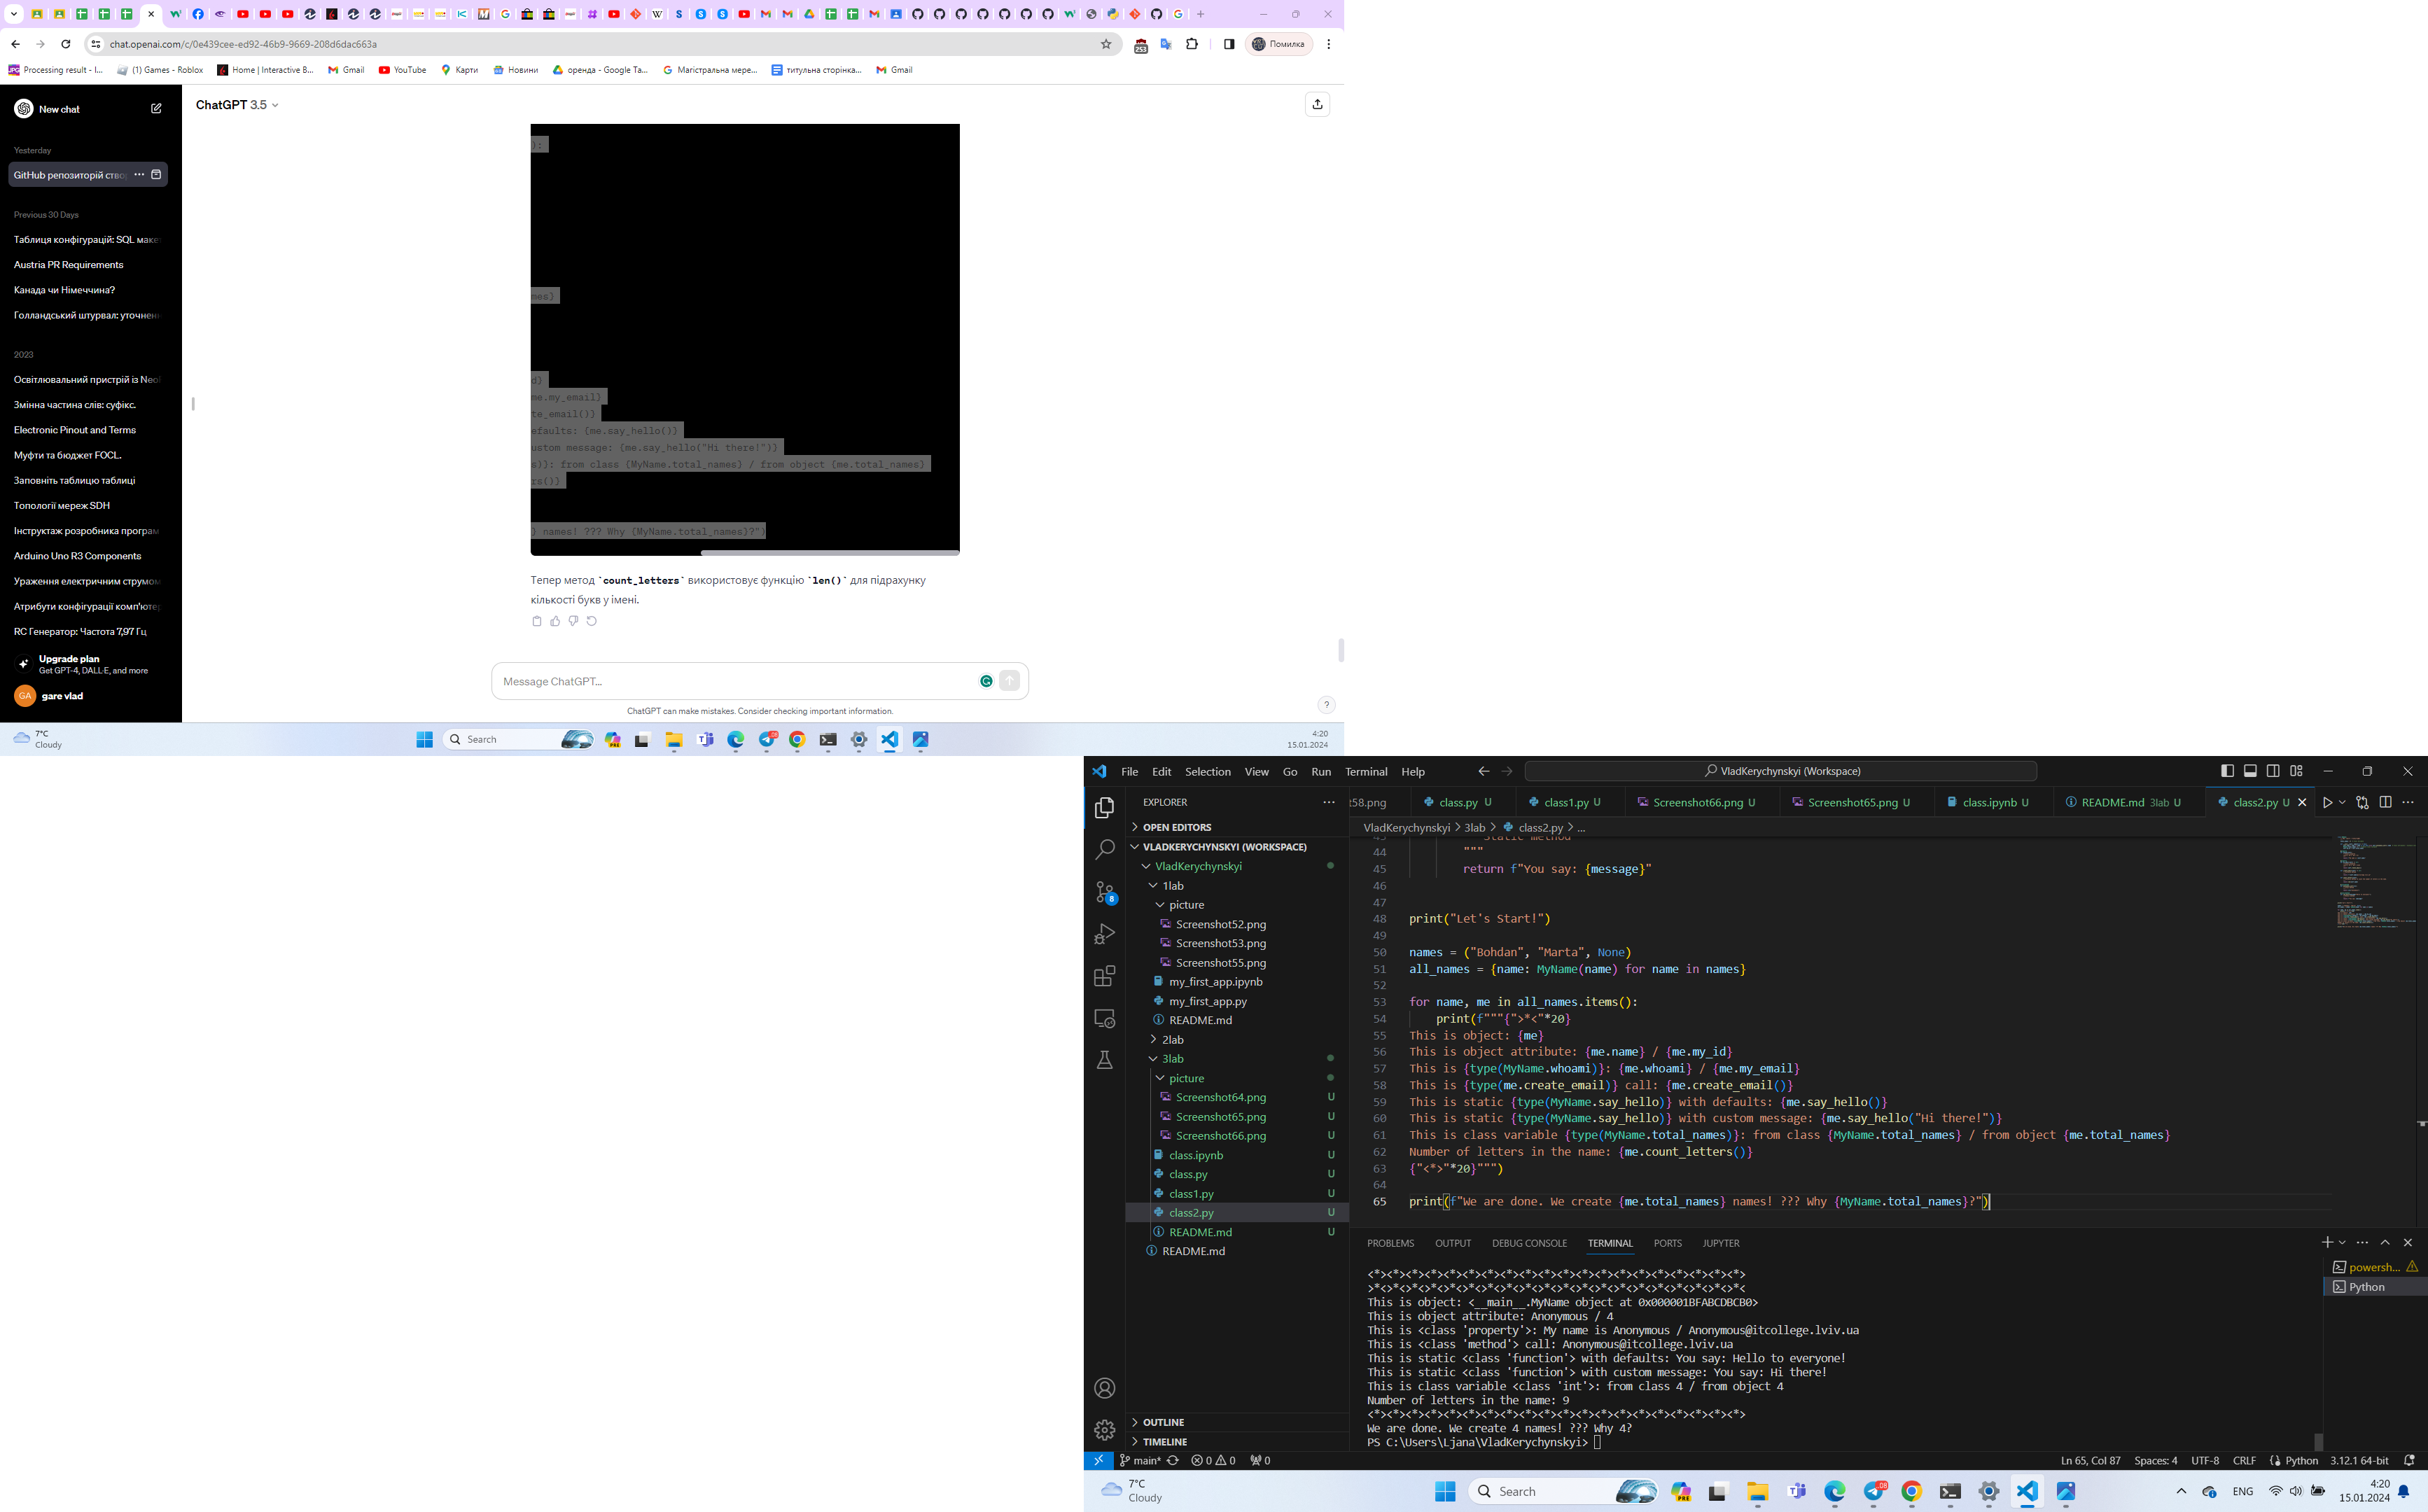 chat.openai.com/c/0e439cee-ed92-46b9-9669-208d6dac663a
253
Помилка
Processing result - I...
(1) Games - Roblox
Home | Interactive B...
Gmail
YouTube
Карти
Новини
оренда - Google Та...
Магістральна мере...
титульна сторінка...
Gmail
New chat
ChatGPT 3.5
Yesterday
GitHub репозиторій ство
Previous 30 Days
Таблиця конфігурацій: SQL маке
Austria PR Requirements
Канада чи Німеччина?
Голландський штурвал: уточнен
2023
Освітлювальний пристрій із Neo
Змінна частина слів: суфікс.
Electronic Pinout and Terms
Муфти та бюджет FOCL.
Заповніть таблицю таблиці
Топології мереж SDH
Інструктаж розробника програм
Arduino Uno R3 Components
Ураження електричним струмом
Атрибути конфігурації комп'ютер
RC Генератор: Частота 7,97 Гц
Upgrade plan
Get GPT-4, DALL·E, and more
GA gare vlad
):
mes}
d}
me.my_email}
te_email()}
efaults: {me.say_hello()}
ustom message: {me.say_hello("Hi there!")}
s)}: from class {MyName.total_names} / from object {me.total_names}
rs()}
} names! ??? Why {MyName.total_names}?")
Тепер метод `count_letters` використовує функцію `len()` для підрахунку
кількості букв у імені.
Message ChatGPT...
ChatGPT can make mistakes. Consider checking important information.
?
7°C
Cloudy
Search
4:20
15.01.2024
File Edit Selection View Go Run Terminal Help
VladKerychynskyi (Workspace)
EXPLORER
OPEN EDITORS
VLADKERYCHYNSKYI (WORKSPACE)
VladKerychynskyi
1lab
picture
Screenshot52.png
Screenshot53.png
Screenshot55.png
my_first_app.ipynb
my_first_app.py
README.md
2lab
3lab
picture
Screenshot64.png U
Screenshot65.png U
Screenshot66.png U
class.ipynb U
class.py U
class1.py U
class2.py U
README.md U
README.md
OUTLINE
TIMELINE
8
t58.png class.py U class1.py U Screenshot66.png U Screenshot65.png U class.ipynb U README.md 3lab U class2.py U
VladKerychynskyi > 3lab > class2.py > ...
43 Static method
44 """
45 return f"You say: {message}"
46
47
48 print("Let's Start!")
49
50 names = ("Bohdan", "Marta", None)
51 all_names = {name: MyName(name) for name in names}
52
53 for name, me in all_names.items():
54 print(f"""{">*<"*20}
55 This is object: {me}
56 This is object attribute: {me.name} / {me.my_id}
57 This is {type(MyName.whoami)}: {me.whoami} / {me.my_email}
58 This is {type(me.create_email)} call: {me.create_email()}
59 This is static {type(MyName.say_hello)} with defaults: {me.say_hello()}
60 This is static {type(MyName.say_hello)} with custom message: {me.say_hello("Hi there!")}
61 This is class variable {type(MyName.total_names)}: from class {MyName.total_names} / from object {me.total_names}
62 Number of letters in the name: {me.count_letters()}
63 {"<*>"*20}""")
64
65 print(f"We are done. We create {me.total_names} names! ??? Why {MyName.total_names}?")
PROBLEMS OUTPUT DEBUG CONSOLE TERMINAL PORTS JUPYTER
powersh...
Python
<*><*><*><*><*><*><*><*><*><*><*><*><*><*><*><*><*><*><*><*>
>*<>*<>*<>*<>*<>*<>*<>*<>*<>*<>*<>*<>*<>*<>*<>*<>*<>*<>*<>*<
This is object: <__main__.MyName object at 0x000001BFABCDBCB0>
This is object attribute: Anonymous / 4
This is <class 'property'>: My name is Anonymous / Anonymous@itcollege.lviv.ua
This is <class 'method'> call: Anonymous@itcollege.lviv.ua
This is static <class 'function'> with defaults: You say: Hello to everyone!
This is static <class 'function'> with custom message: You say: Hi there!
This is class variable <class 'int'>: from class 4 / from object 4
Number of letters in the name: 9
<*><*><*><*><*><*><*><*><*><*><*><*><*><*><*><*><*><*><*><*>
We are done. We create 4 names! ??? Why 4?
PS C:\Users\Ljana\VladKerychynskyi>
main* 0 0 0
Ln 65, Col 87 Spaces: 4 UTF-8 CRLF Python 3.12.1 64-bit
7°C
Cloudy
Search
ENG
4:20
15.01.2024